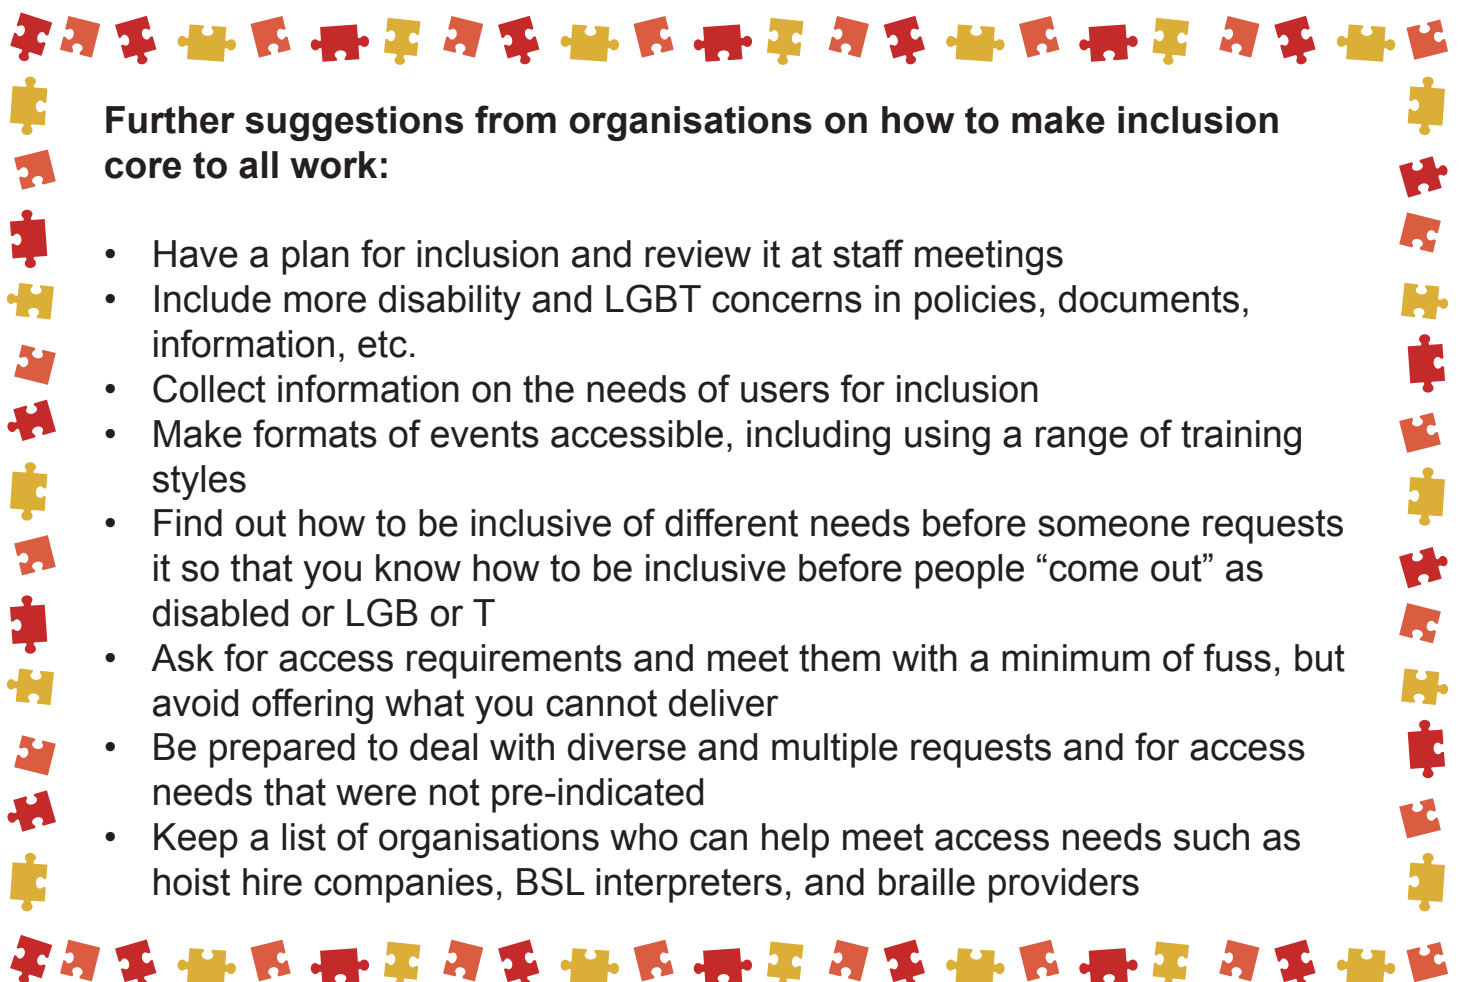 Further suggestions from organisations on how to make inclusion
core to all work:
• Have a plan for inclusion and review it at staff meetings
• Include more disability and LGBT concerns in policies, documents,
information, etc.
• Collect information on the needs of users for inclusion
• Make formats of events accessible, including using a range of training
styles
• Find out how to be inclusive of different needs before someone requests
it so that you know how to be inclusive before people “come out” as
disabled or LGB or T
• Ask for access requirements and meet them with a minimum of fuss, but
avoid offering what you cannot deliver
• Be prepared to deal with diverse and multiple requests and for access
needs that were not pre-indicated
• Keep a list of organisations who can help meet access needs such as
hoist hire companies, BSL interpreters, and braille providers